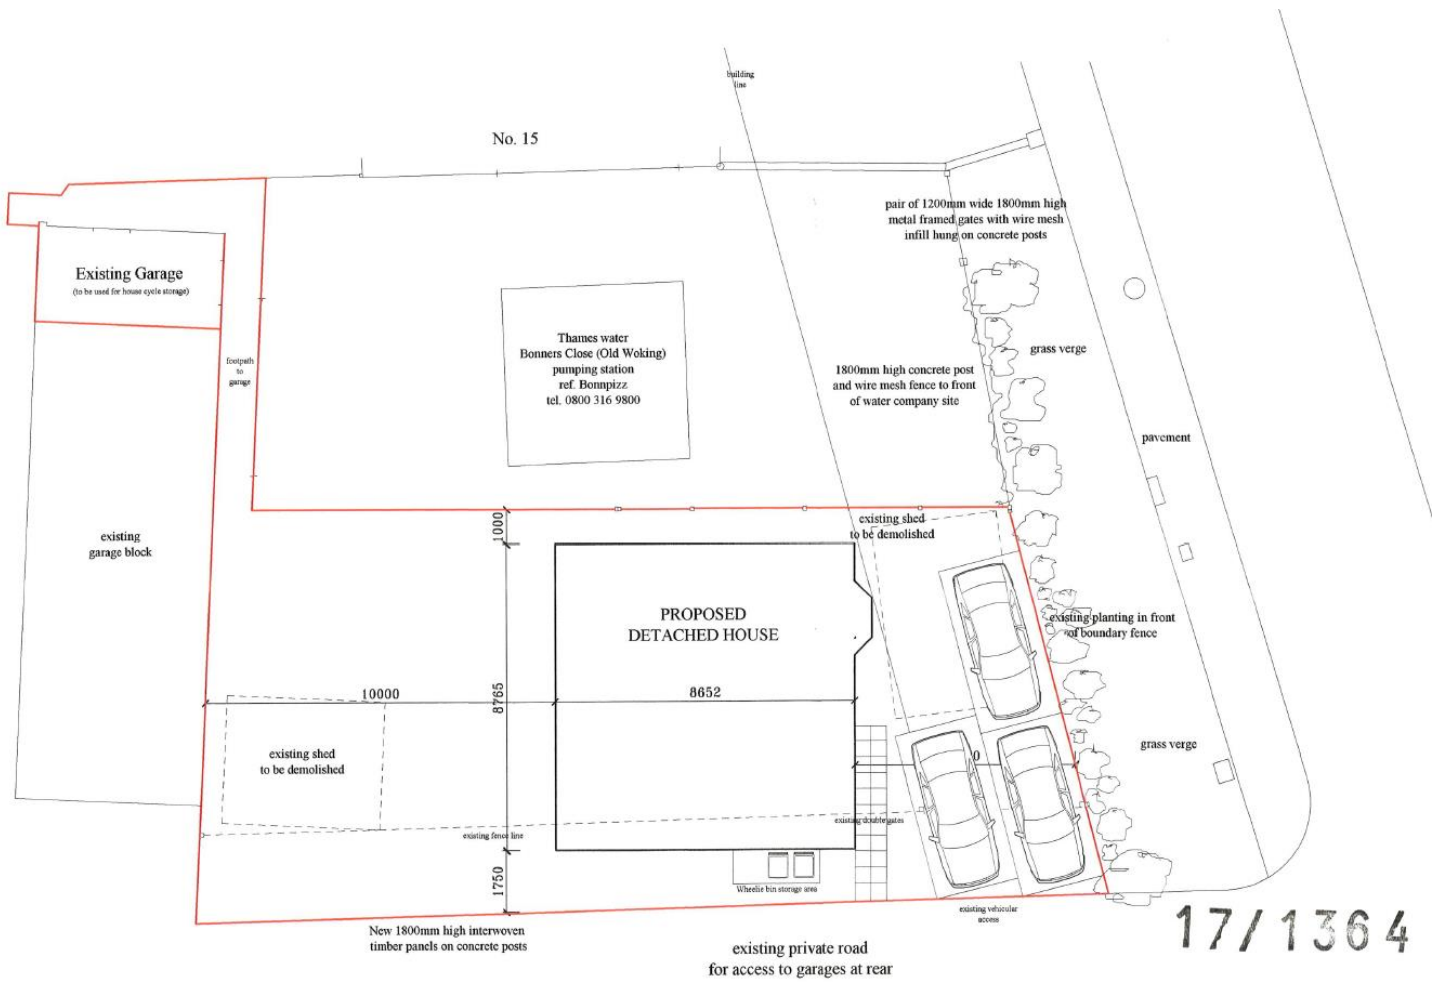 building
line
No. 15
pair of 1200mm wide 1800mm high
metal framed gates with wire mesh
infill hung on concrete posts
Existing Garage
(to be used for house cycle storage)
footpath
to
garage
Thames water
Bonners Close (Old Woking)
pumping station
ref. Bonnpizz
tel. 0800 316 9800
grass verge
1800mm high concrete post
and wire mesh fence to front
of water company site
pavement
existing
garage block
1000
existing shed
to be demolished
PROPOSED
DETACHED HOUSE
existing planting in front
of boundary fence
10000
8765
8652
existing shed
to be demolished
0
grass verge
existing fence line
existing double gates
1750
Wheelie bin storage area
existing vehicular
access
New 1800mm high interwoven
timber panels on concrete posts
existing private road
for access to garages at rear
17/1364